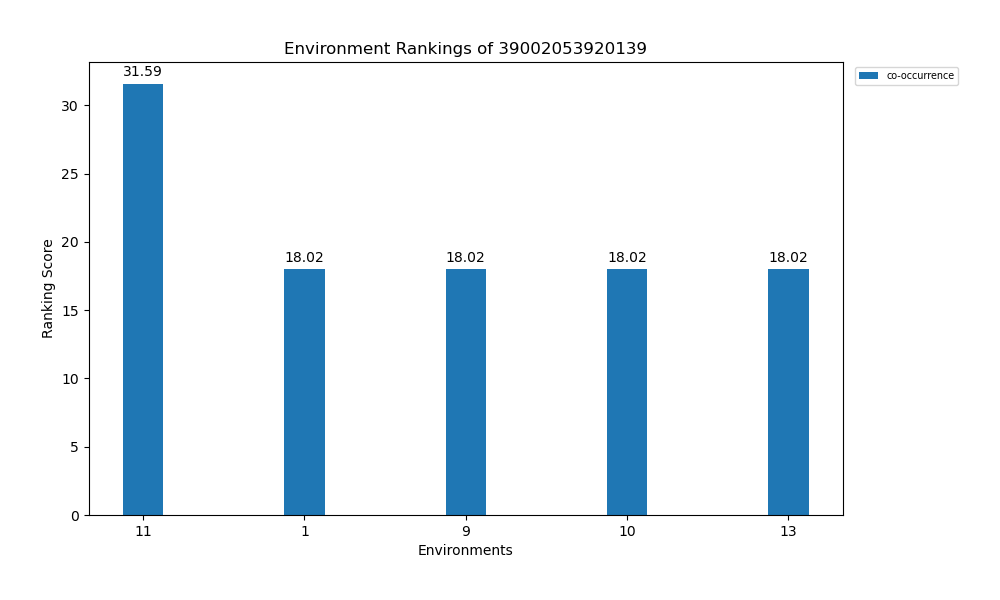 Environment Rankings of 39002053920139
co-occurrence
31.59
18.02
18.02
18.02
18.02
30
25
20
15
10
5
0
Ranking Score
11 1 9 10 13
Environments